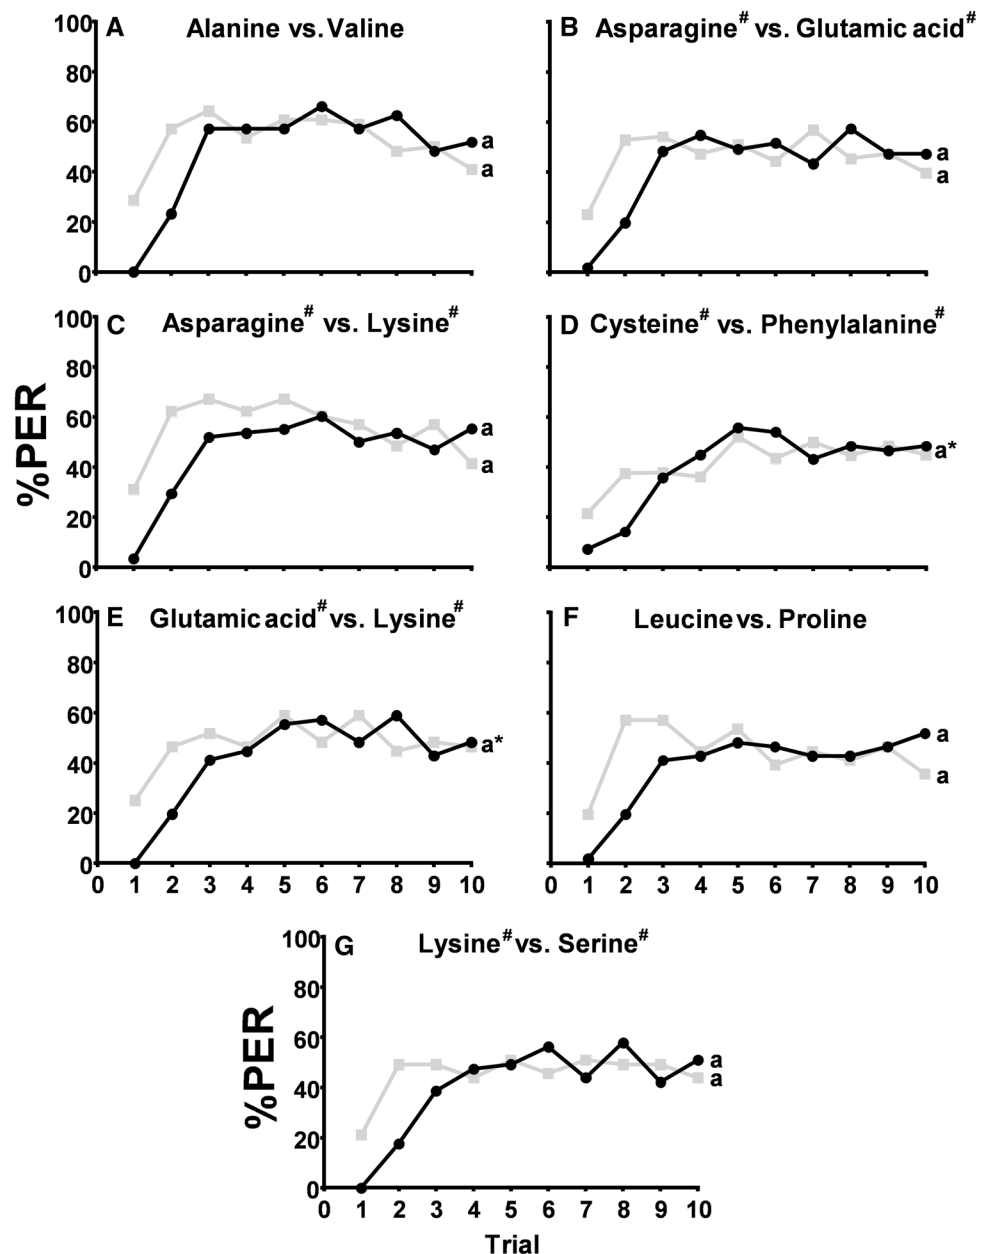 A Alanine vs. Valine
100
80
60
40
20
0
a
a
B Asparagine# vs. Glutamic acid#
a
a
C Asparagine# vs. Lysine#
100
80
60
40
20
0
a
a
%PER
D Cysteine# vs. Phenylalanine#
a*
E Glutamic acid# vs. Lysine#
100
80
60
40
20
0
a*
0 1 2 3 4 5 6 7 8 9 10
F Leucine vs. Proline
a
a
0 1 2 3 4 5 6 7 8 9 10
G Lysine# vs. Serine#
100
80
60
40
20
0
%PER
a
a
0 1 2 3 4 5 6 7 8 9 10
Trial